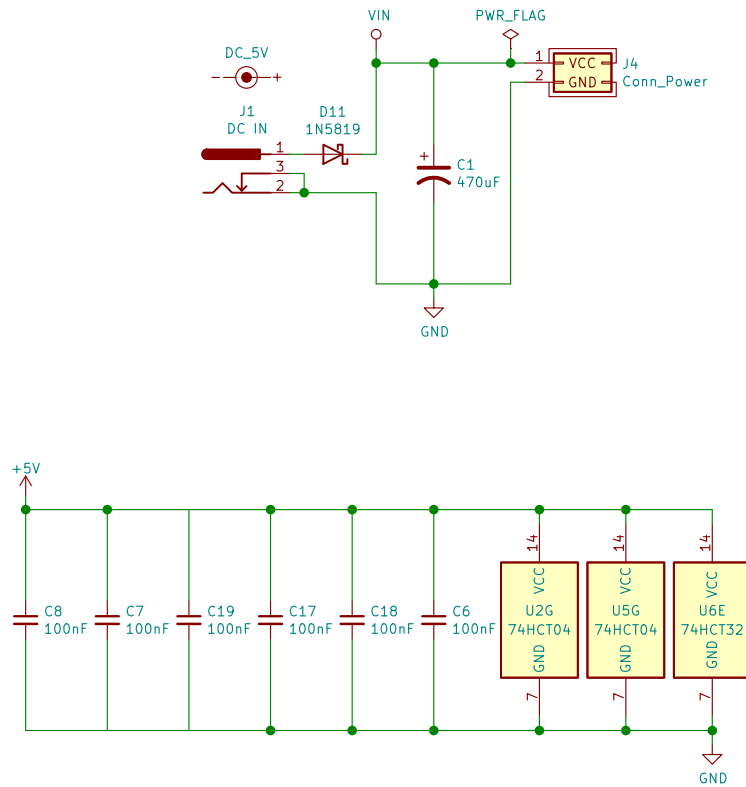 VIN
PWR_FLAG
DC_5V
- +
1 VCC J4
2 GND Conn_Power
J1
DC IN
D11
1N5819
1
3
2
+ C1
470uF
GND
+5V
14 14 14
VCC VCC VCC
C8 C7 C19 C17 C18 C6 U2G U5G U6E
100nF 100nF 100nF 100nF 100nF 100nF 74HCT04 74HCT04 74HCT32
GND GND GND
7 7 7
GND